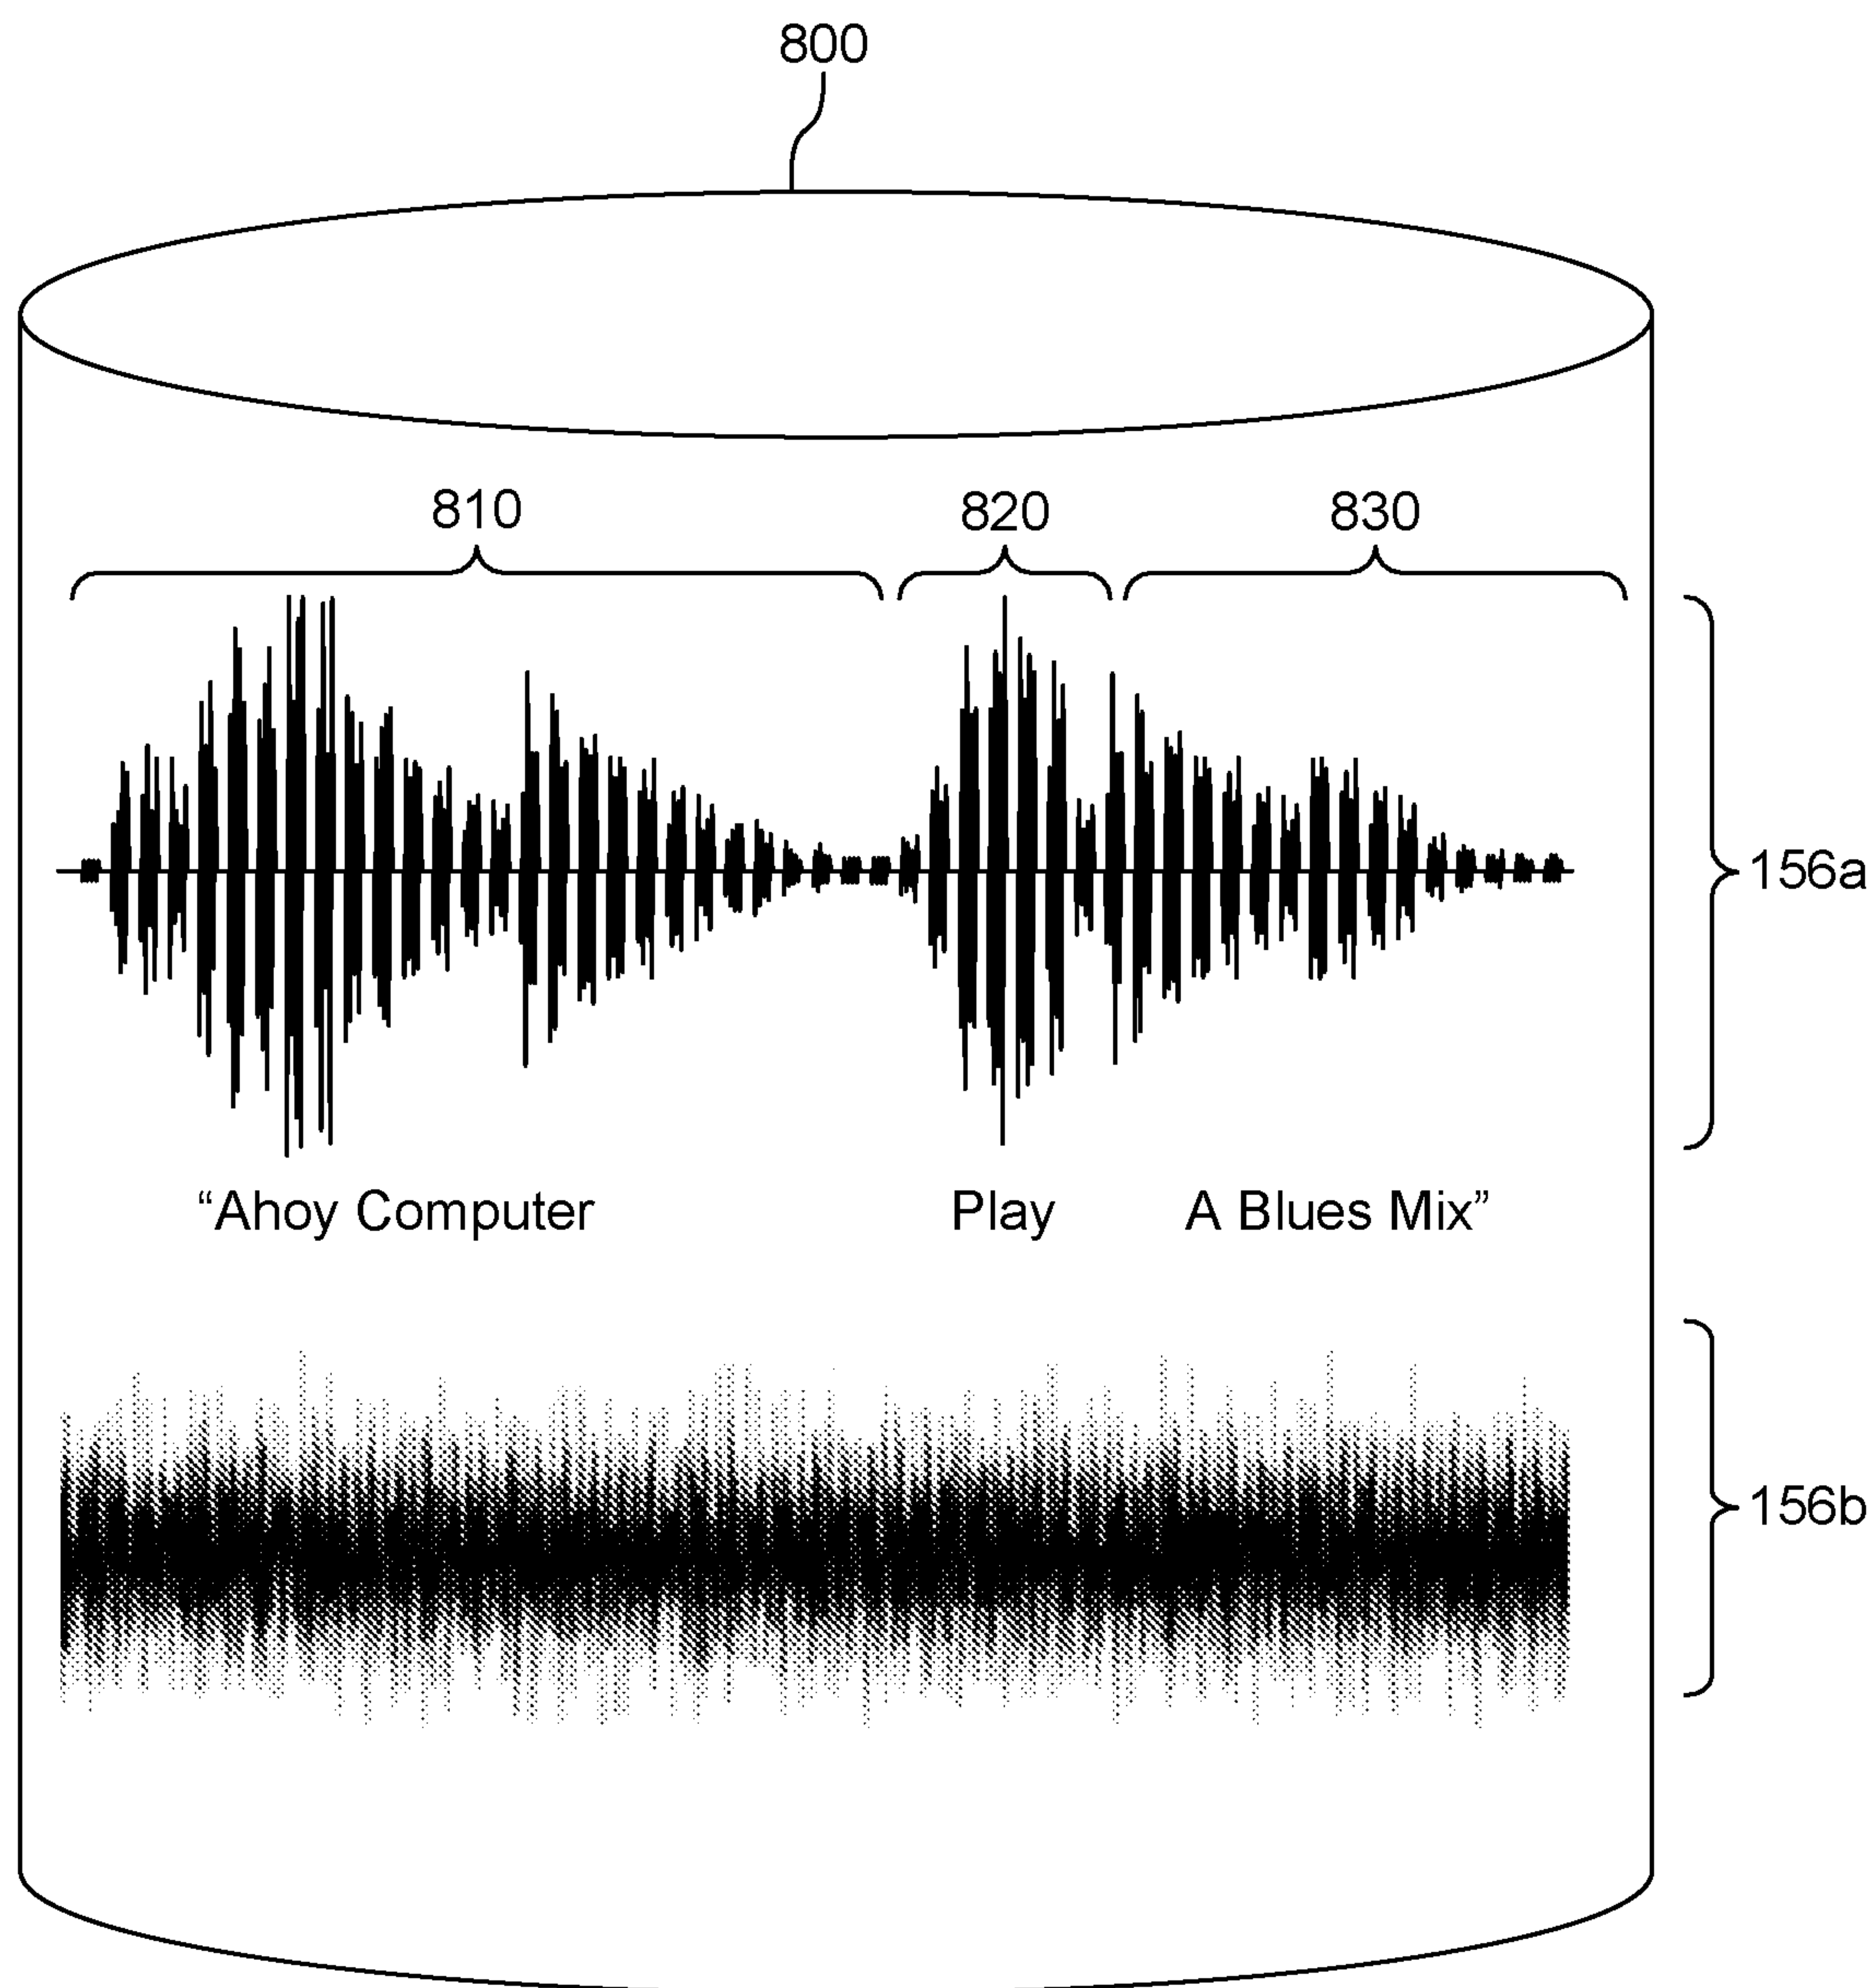 800
810 820 830
156a
“Ahoy Computer Play A Blues Mix”
156b